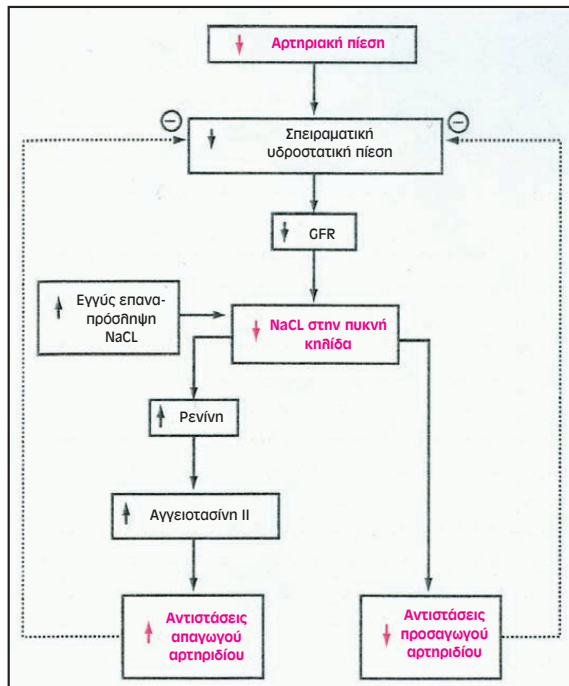 Αρτηριακή πίεση
Σπειραματική
υδροστατική πίεση
GFR
Εγγύς επανα-
πρόσληψη
NaCL
NaCL στην πυκνή
κηλίδα
Ρενίνη
Αγγειοτασίνη II
Αντιστάσεις
απαγωγού
αρτηριδίου
Αντιστάσεις
προσαγωγού
αρτηριδίου